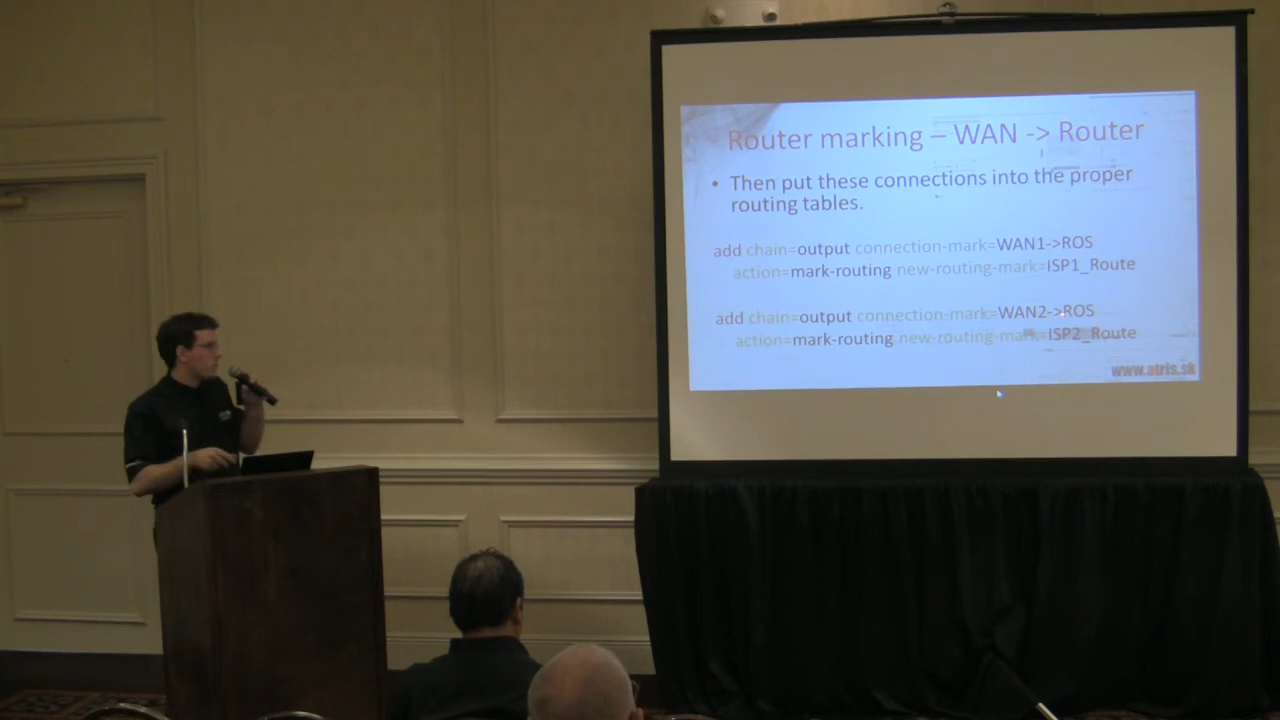 Router marking – WAN -> Router
• Then put these connections into the proper
routing tables.
add chain=output connection-mark=WAN1->ROS
action=mark-routing new-routing-mark=ISP1_Route
add chain=output connection-mark=WAN2->ROS
action=mark-routing new-routing-mark=ISP2_Route
www.atris.sk